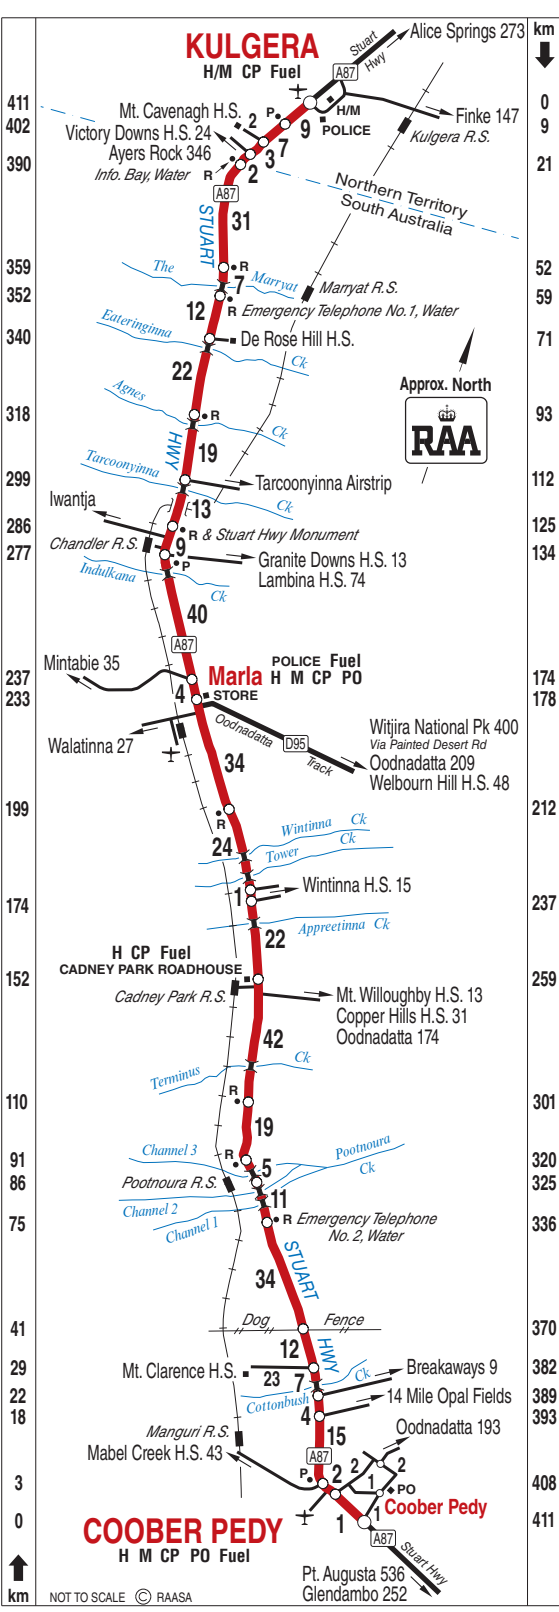 km
Alice Springs 273
KULGERA
Stuart
Hwy
A87
H/M CP Fuel
411
0
Mt. Cavenagh H.S.
P
H/M
Finke 147
402
2
9
POLICE
9
Victory Downs H.S. 24
7
Kulgera R.S.
Ayers Rock 346
3
390
Info. Bay, Water
R
2
21
A87
Northern Territory
South Australia
STUART
31
359
The
R
52
7
Marryat
Marryat R.S.
352
12
R Emergency Telephone No.1, Water
59
Eateringinna
340
De Rose Hill H.S.
71
Ck
22
Approx. North
Agnes
RAA
318
R
93
Ck
HWY
19
Tarcoonyinna
299
Tarcoonyinna Airstrip
112
Iwantja
13
Ck
286
R & Stuart Hwy Monument
125
Chandler R.S.
9
277
P
Granite Downs H.S. 13
134
Indulkana
Lambina H.S. 74
Ck
40
A87
Mintabie 35
POLICE Fuel
237
Marla
H M CP PO
174
233
4
STORE
178
Oodnadatta
Witjira National Pk 400
Walatinna 27
D95
Via Painted Desert Rd
34
Track
Oodnadatta 209
Welbourn Hill H.S. 48
199
212
R
Wintinna Ck
24
Tower Ck
1
Wintinna H.S. 15
174
237
22
Appreetinna Ck
H CP Fuel
CADNEY PARK ROADHOUSE
152
259
Cadney Park R.S.
Mt. Willoughby H.S. 13
Copper Hills H.S. 31
42
Oodnadatta 174
Ck
Terminus
R
110
301
19
Channel 3
R
Pootnoura
91
5
Ck
320
86
Pootnoura R.S.
325
Channel 2
11
75
Channel 1
R Emergency Telephone
336
No. 2, Water
STUART
34
Dog Fence
41
370
HWY
12
29
Mt. Clarence H.S.
Ck
Breakaways 9
382
23
7
22
Cottonbush
14 Mile Opal Fields
389
18
4
393
Manguri R.S.
15
Oodnadatta 193
Mabel Creek H.S. 43
A87
2
P
1
2
3
2
PO
408
Coober Pedy
1
0
1
411
COOBER PEDY
A87
H M CP PO Fuel
Stuart Hwy
Pt. Augusta 536
Glendambo 252
km
NOT TO SCALE © RAASA